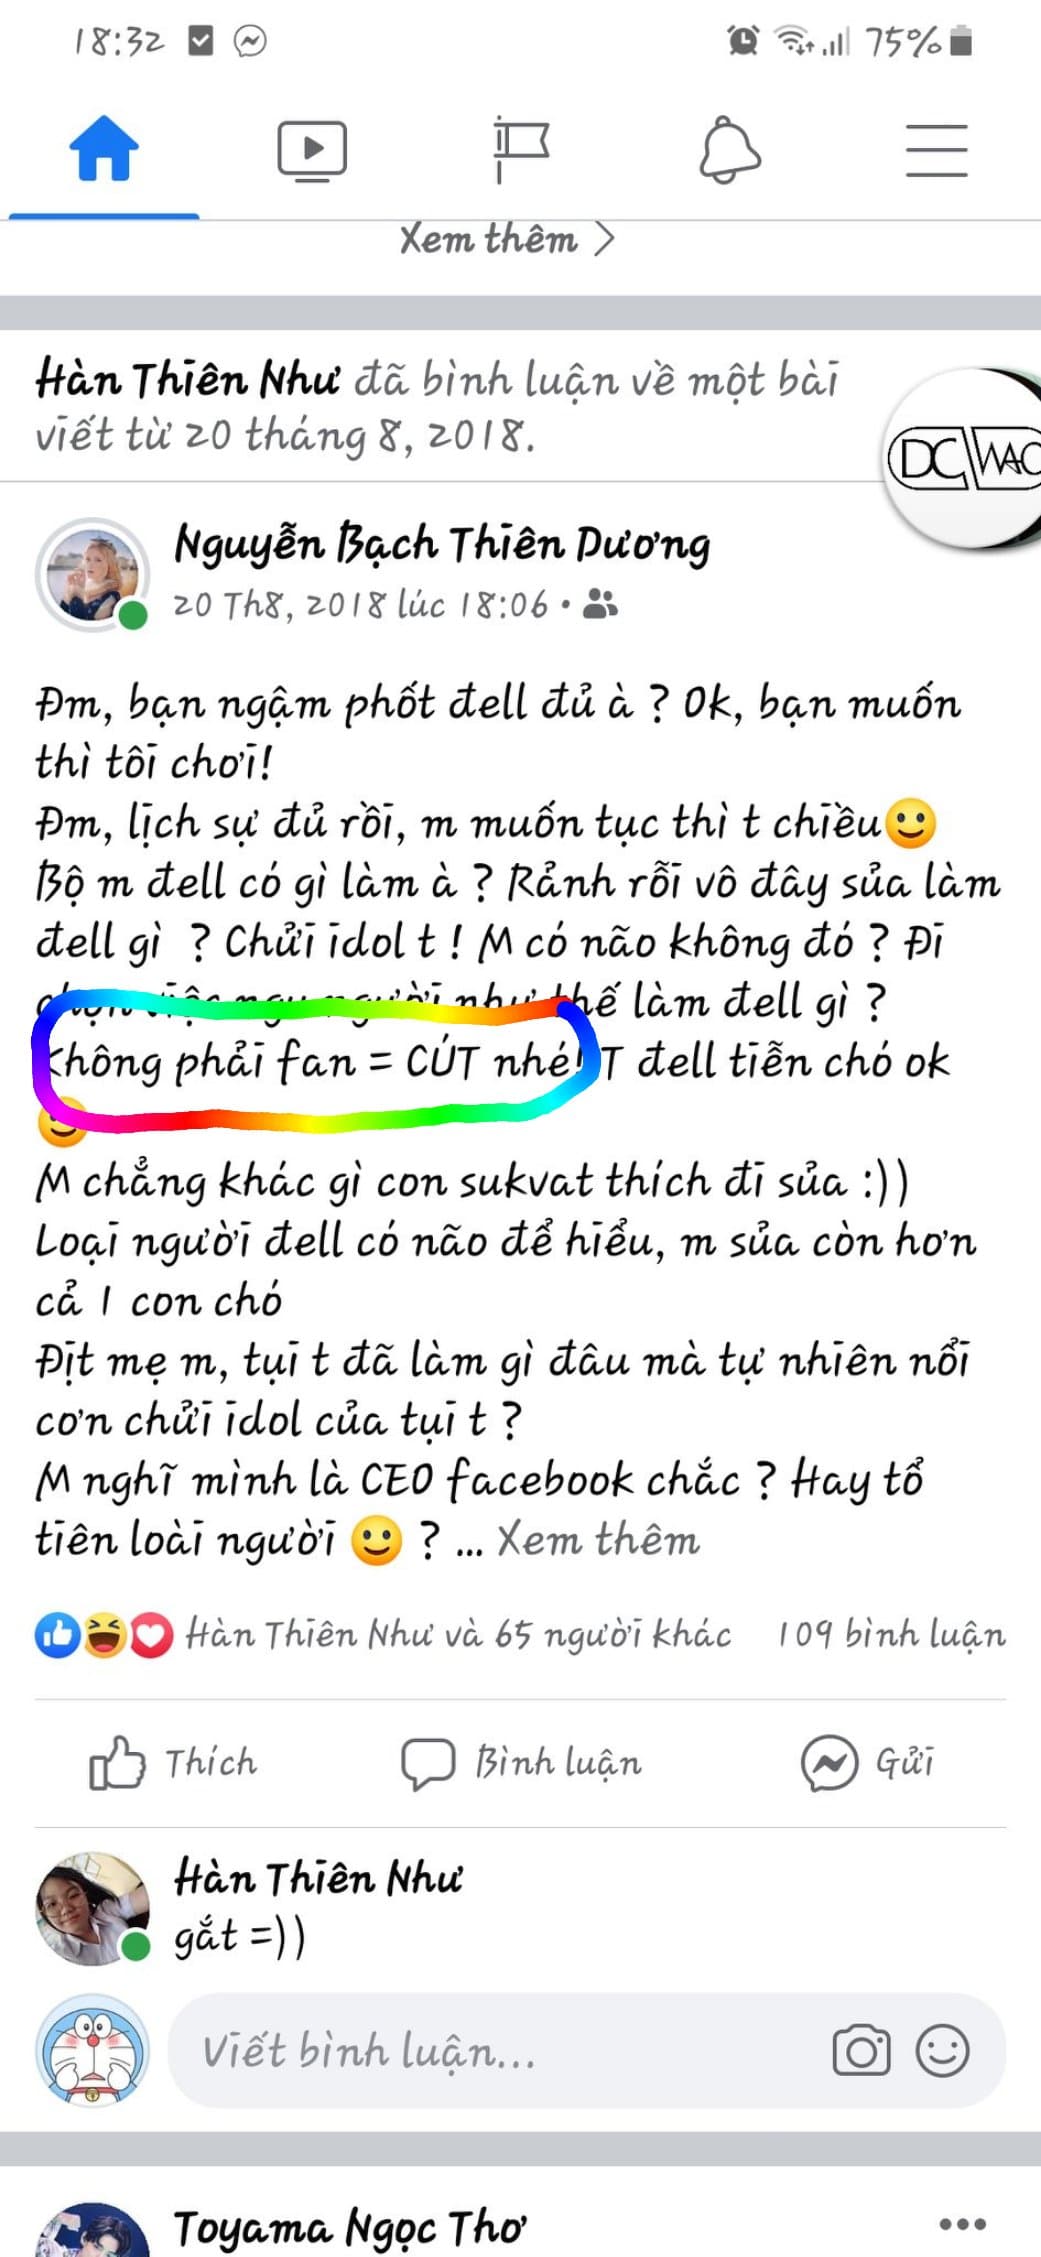 18:32
75%
Xem thêm
Hàn Thiên Như đã bình luận về một bài
viết từ 20 tháng 8, 2018.
DC WAO
Nguyễn Bạch Thiên Dương
20 Th8, 2018 lúc 18:06 •
Đm, bạn ngậm phốt đell đủ à ? Ok, bạn muốn
thì tôi chơi!
Đm, lịch sự đủ rồi, m muốn tục thì t chiều🙂
Bộ m đell có gì làm à ? Rảnh rỗi vô đây sủa làm
đell gì ? Chửi idol t ! M có não không đó ? Đi
người như thế làm đell gì ?
Không phải fan = CÚT nhé! T đell tiễn chó ok
🙂
M chẳng khác gì con sukvat thích đi sủa :))
Loại người đell có não để hiểu, m sủa còn hơn
cả 1 con chó
Địt mẹ m, tụi t đã làm gì đâu mà tự nhiên nổi
cơn chửi idol của tụi t ?
M nghĩ mình là CEO facebook chắc ? Hay tổ
tiên loài người 🙂 ? ... Xem thêm
Hàn Thiên Như và 65 người khác 109 bình luận
Thích Bình luận Gửi
Hàn Thiên Như
gắt =))
Viết bình luận...
Toyama Ngọc Thơ